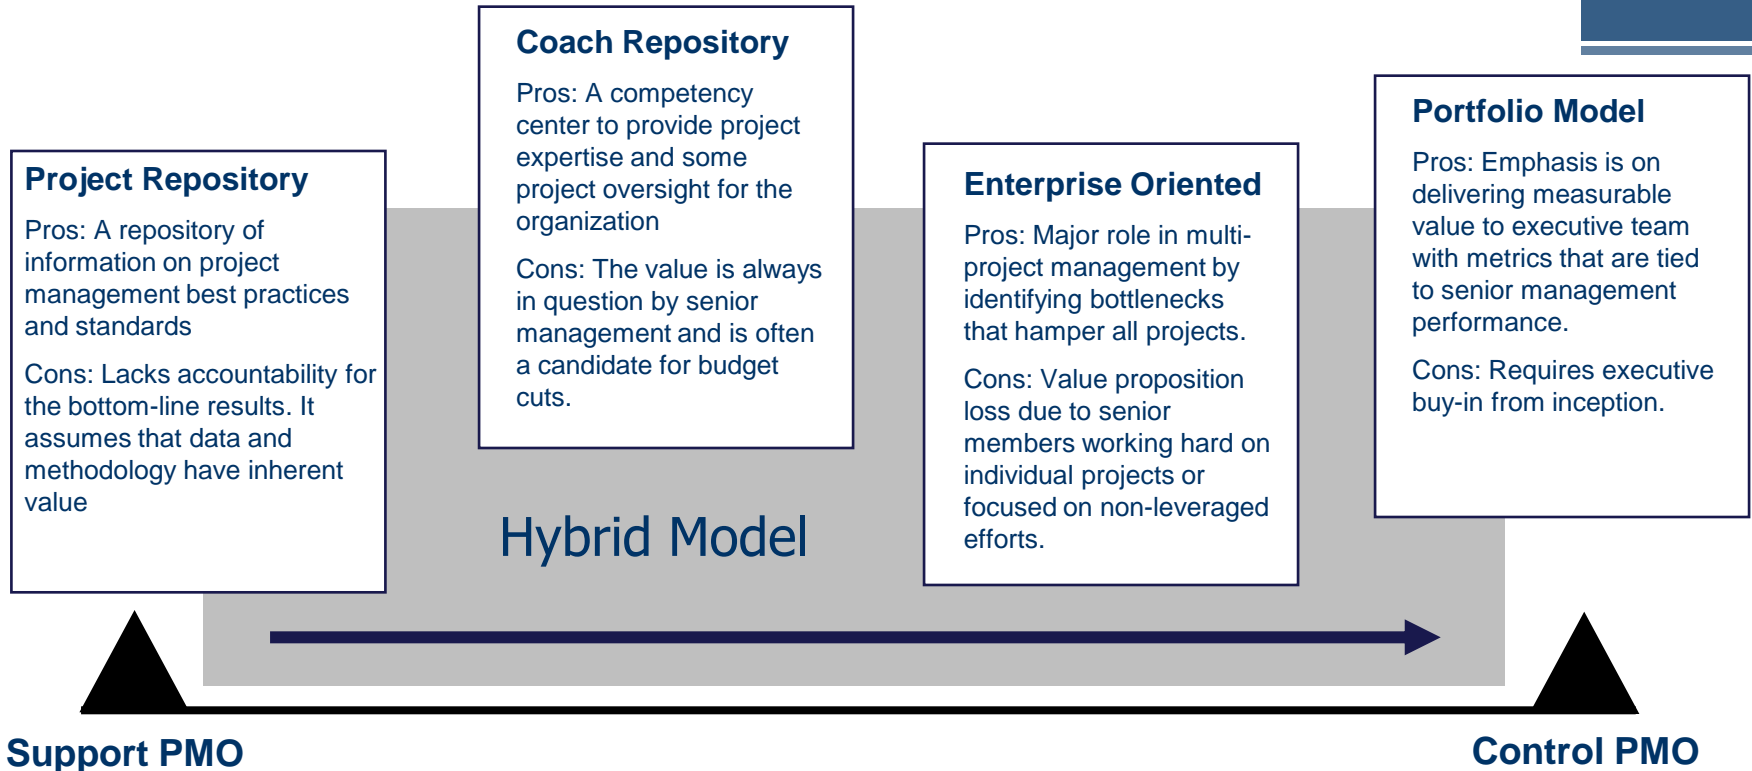 Project Repository
Pros: A repository of
information on project
management best practices
and standards
Cons: Lacks accountability for
the bottom-line results. It
assumes that data and
methodology have inherent
value
Coach Repository
Pros: A competency
center to provide project
expertise and some
project oversight for the
organization
Cons: The value is always
in question by senior
management and is often
a candidate for budget
cuts.
Enterprise Oriented
Pros: Major role in multi-
project management by
identifying bottlenecks
that hamper all projects.
Cons: Value proposition
loss due to senior
members working hard on
individual projects or
focused on non-leveraged
efforts.
Portfolio Model
Pros: Emphasis is on
delivering measurable
value to executive team
with metrics that are tied
to senior management
performance.
Cons: Requires executive
buy-in from inception.
Hybrid Model
Support PMO
Control PMO